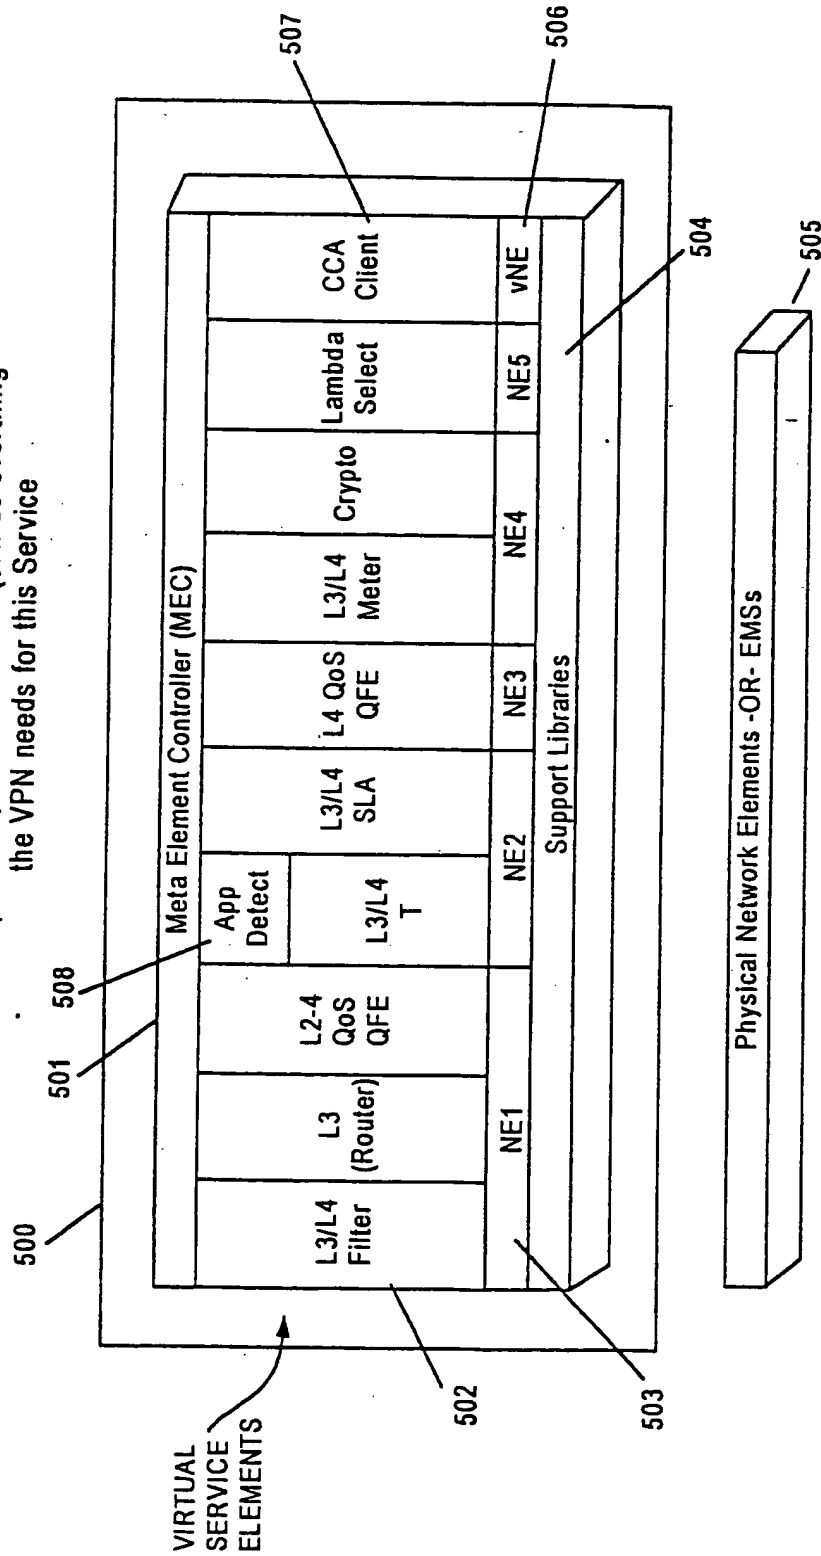 the VPN needs for this Service
500
501
508
507
506
Meta Element Controller (MEC)
VIRTUAL
SERVICE
ELEMENTS
L3/L4
Filter
L3
(Router)
L2-4
QoS
QFE
App
Detect
L3/L4
T
L3/L4
SLA
L4 QoS
QFE
L3/L4
Meter
Crypto
Lambda
Select
CCA
Client
NE1
NE2
NE3
NE4
NE5
vNE
Support Libraries
502
503
504
Physical Network Elements -OR- EMSs
505